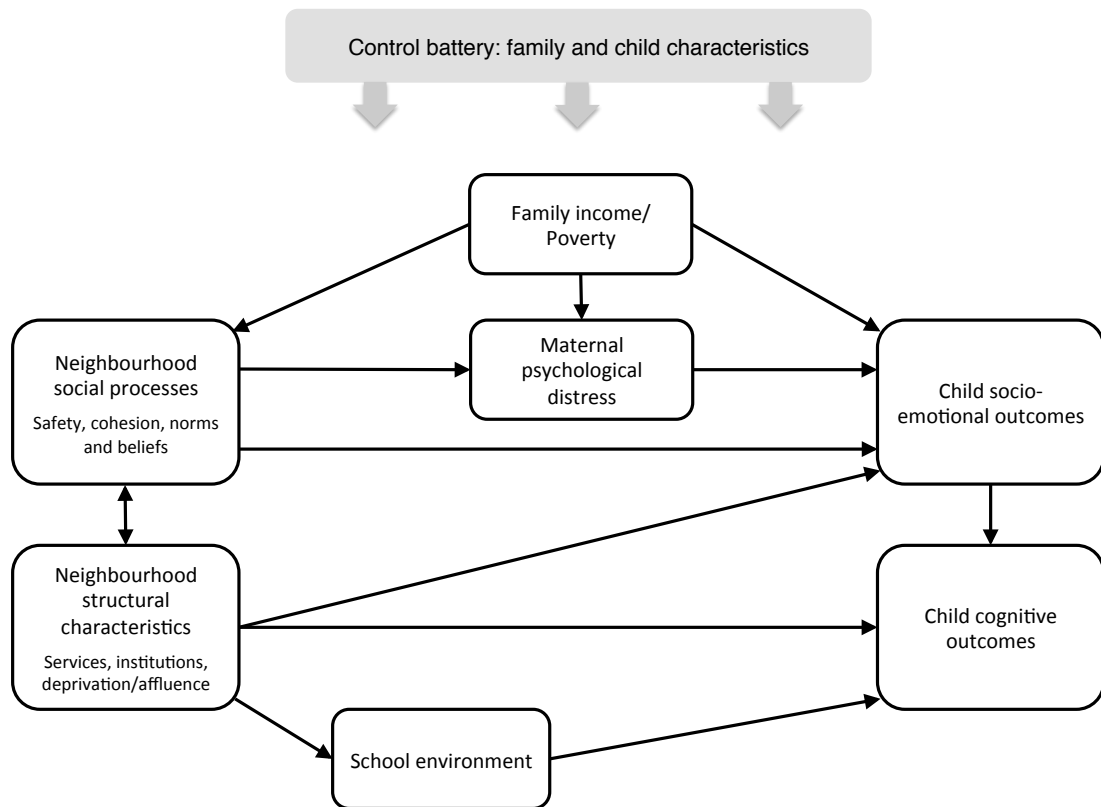 Control battery: family and child characteristics
Family income/
Poverty
Neighbourhood
social processes
Safety, cohesion, norms
and beliefs
Maternal
psychological
distress
Child socio-
emotional outcomes
Neighbourhood
structural
characteristics
Services, institutions,
deprivation/affluence
Child cognitive
outcomes
School environment